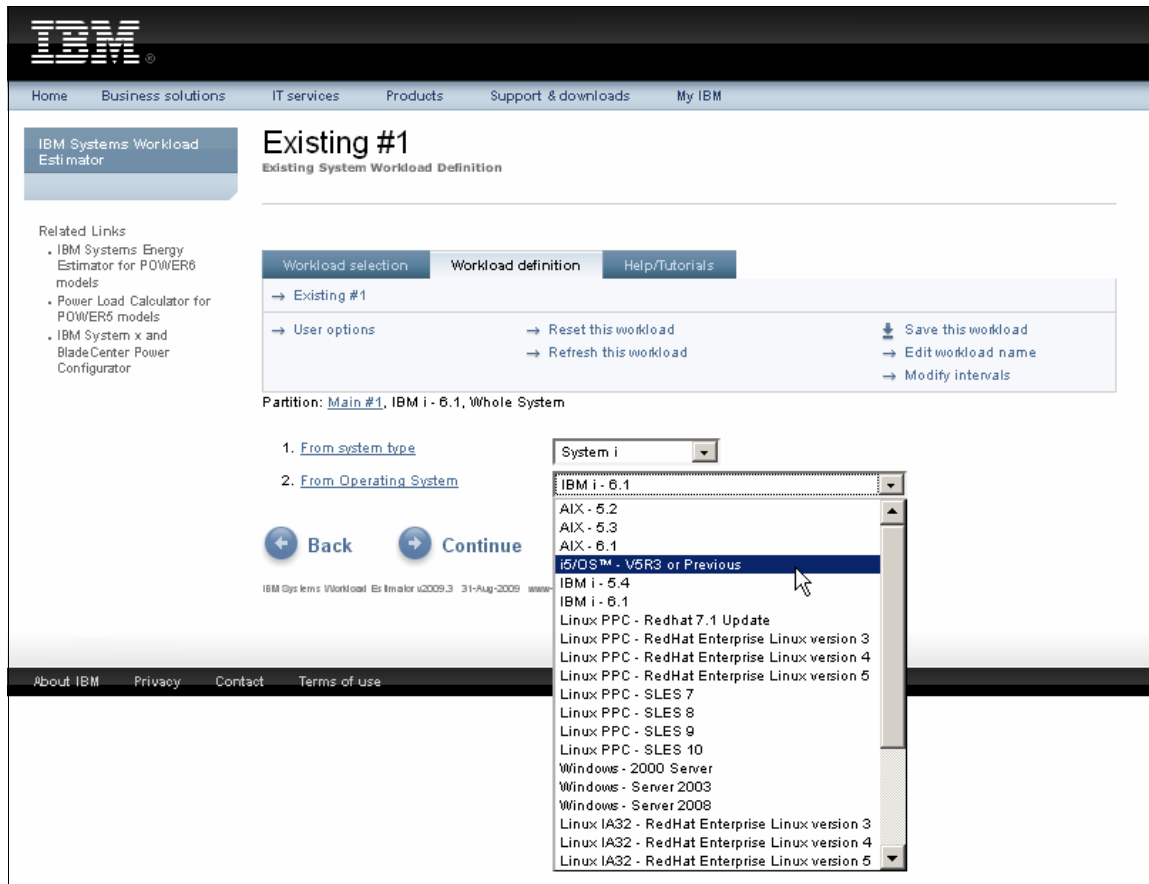 IBM®
Home Business solutions IT services Products Support & downloads My IBM
IBM Systems Workload
Estimator
Related Links
IBM Systems Energy
Estimator for POWER6
models
Power Load Calculator for
POWER5 models
IBM System x and
BladeCenter Power
Configurator
Existing #1
Existing System Workload Definition
Workload selection Workload definition Help/Tutorials
→ Existing #1
→ User options → Reset this workload Save this workload
→ Refresh this workload → Edit workload name
→ Modify intervals
Partition: Main #1, IBM i - 6.1, Whole System
1. From system type System i
2. From Operating System IBM i - 6.1
AIX - 5.2
AIX - 5.3
AIX - 6.1
i5/OS™ - V5R3 or Previous
IBM i - 5.4
IBM i - 6.1
Linux PPC - Redhat 7.1 Update
Linux PPC - RedHat Enterprise Linux version 3
Linux PPC - RedHat Enterprise Linux version 4
Linux PPC - RedHat Enterprise Linux version 5
Linux PPC - SLES 7
Linux PPC - SLES 8
Linux PPC - SLES 9
Linux PPC - SLES 10
Windows - 2000 Server
Windows - Server 2003
Windows - Server 2008
Linux IA32 - RedHat Enterprise Linux version 3
Linux IA32 - RedHat Enterprise Linux version 4
Linux IA32 - RedHat Enterprise Linux version 5
Back Continue
IBM Systems Workload Estimator v2009.3 31-Aug-2009 www-
About IBM Privacy Contact Terms of use